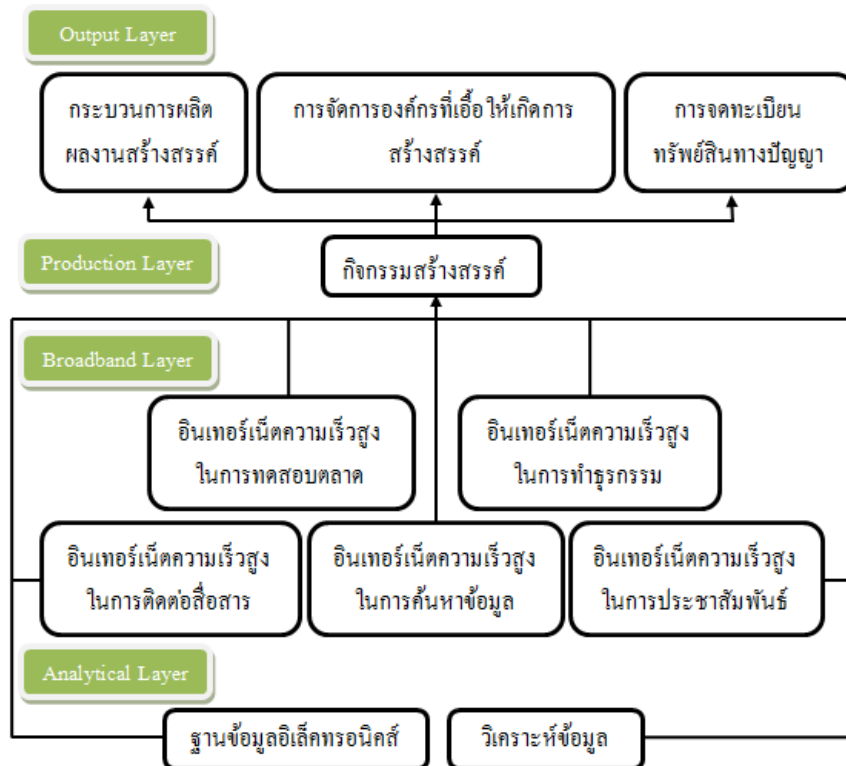 Output Layer
กระบวนการผลิต
ผลงานสร้างสรรค์
การจัดการองค์กรที่เอื้อให้เกิดการ
สร้างสรรค์
การจดทะเบียน
ทรัพย์สินทางปัญญา
Production Layer
กิจกรรมสร้างสรรค์
Broadband Layer
อินเทอร์เน็ตความเร็วสูง
ในการทดสอบตลาด
อินเทอร์เน็ตความเร็วสูง
ในการทำธุรกรรม
อินเทอร์เน็ตความเร็วสูง
ในการติดต่อสื่อสาร
อินเทอร์เน็ตความเร็วสูง
ในการค้นหาข้อมูล
อินเทอร์เน็ตความเร็วสูง
ในการประชาสัมพันธ์
Analytical Layer
ฐานข้อมูลอิเล็คทรอนิคส์
วิเคราะห์ข้อมูล